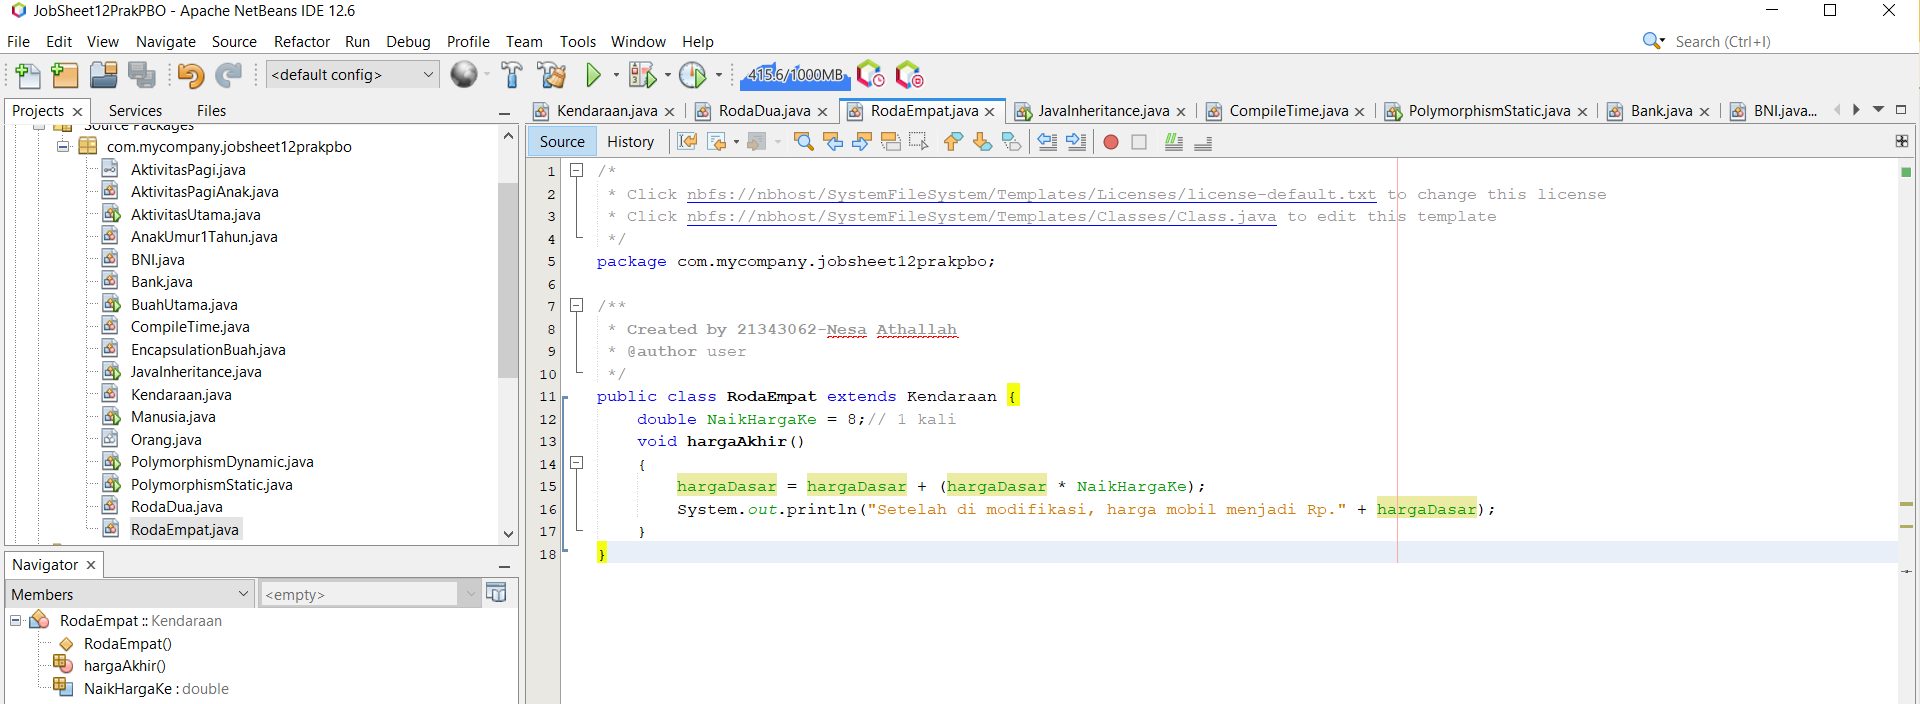 JobSheet12PrakPBO - Apache NetBeans IDE 12.6
File Edit View Navigate Source Refactor Run Debug Profile Team Tools Window Help
Search (Ctrl+I)
<default config>
415.6/1000MB
Projects Services Files
Source Packages
com.mycompany.jobsheet12prakpbo
AktivitasPagi.java
AktivitasPagiAnak.java
AktivitasUtama.java
AnakUmur1Tahun.java
BNI.java
Bank.java
BuahUtama.java
CompileTime.java
EncapsulationBuah.java
JavaInheritance.java
Kendaraan.java
Manusia.java
Orang.java
PolymorphismDynamic.java
PolymorphismStatic.java
RodaDua.java
RodaEmpat.java
Navigator
Members
<empty>
RodaEmpat :: Kendaraan
RodaEmpat()
hargaAkhir()
NaikHargaKe : double
Kendaraan.java RodaDua.java RodaEmpat.java JavaInheritance.java CompileTime.java PolymorphismStatic.java Bank.java BNI.java...
Source History
1 /*
2 * Click nbfs://nbhost/SystemFileSystem/Templates/Licenses/license-default.txt to change this license
3 * Click nbfs://nbhost/SystemFileSystem/Templates/Classes/Class.java to edit this template
4 */
5 package com.mycompany.jobsheet12prakpbo;
6
7 /**
8 * Created by 21343062-Nesa Athallah
9 * @author user
10 */
11 public class RodaEmpat extends Kendaraan {
12 double NaikHargaKe = 8;// 1 kali
13 void hargaAkhir()
14 {
15 hargaDasar = hargaDasar + (hargaDasar * NaikHargaKe);
16 System.out.println("Setelah di modifikasi, harga mobil menjadi Rp." + hargaDasar);
17 }
18 }